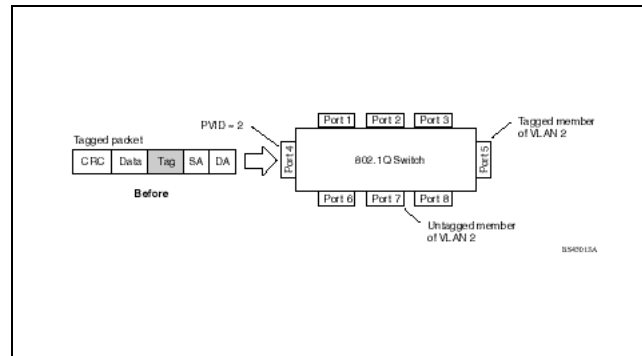 Port 1
Port 2
Port 3
Tagged member
of VLAN 2
PVID = 2
Tagged packet
CRC
Data
Tag
SA
DA
Port 4
802.1Q Switch
Port 5
Before
Port 6
Port 7
Port 8
Untagged member
of VLAN 2